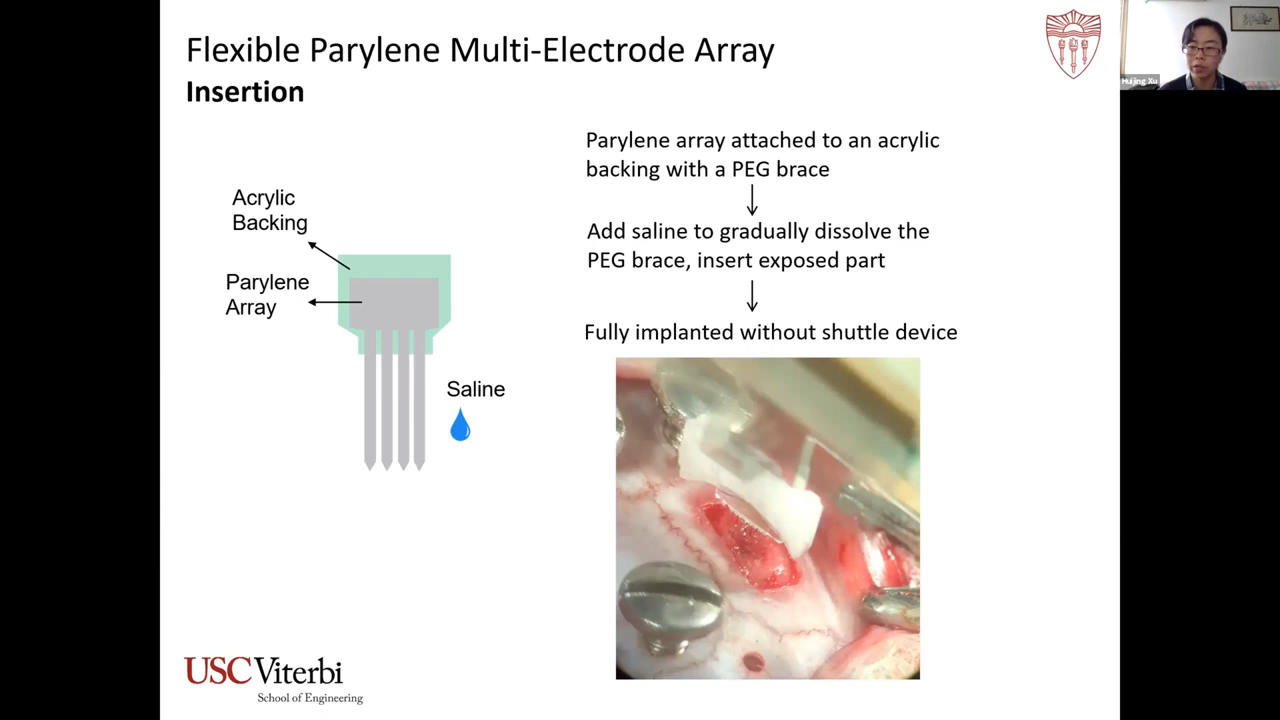 Flexible Parylene Multi-Electrode Array
Insertion
Huijing Xu
Parylene array attached to an acrylic
backing with a PEG brace
Add saline to gradually dissolve the
PEG brace, insert exposed part
Fully implanted without shuttle device
Acrylic
Backing
Parylene
Array
Saline
USC Viterbi
School of Engineering